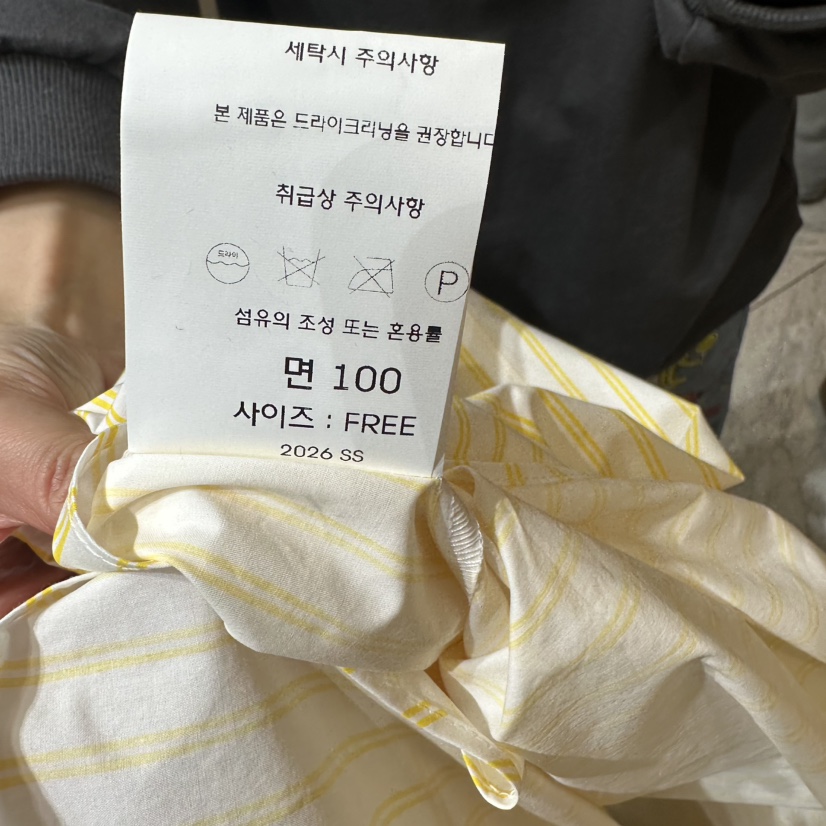 세탁시 주의사항
본 제품은 드라이크리닝을 권장합니다
취급상 주의사항
드라이
P
섬유의 조성 또는 혼용률
면 100
사이즈 : FREE
2026 SS